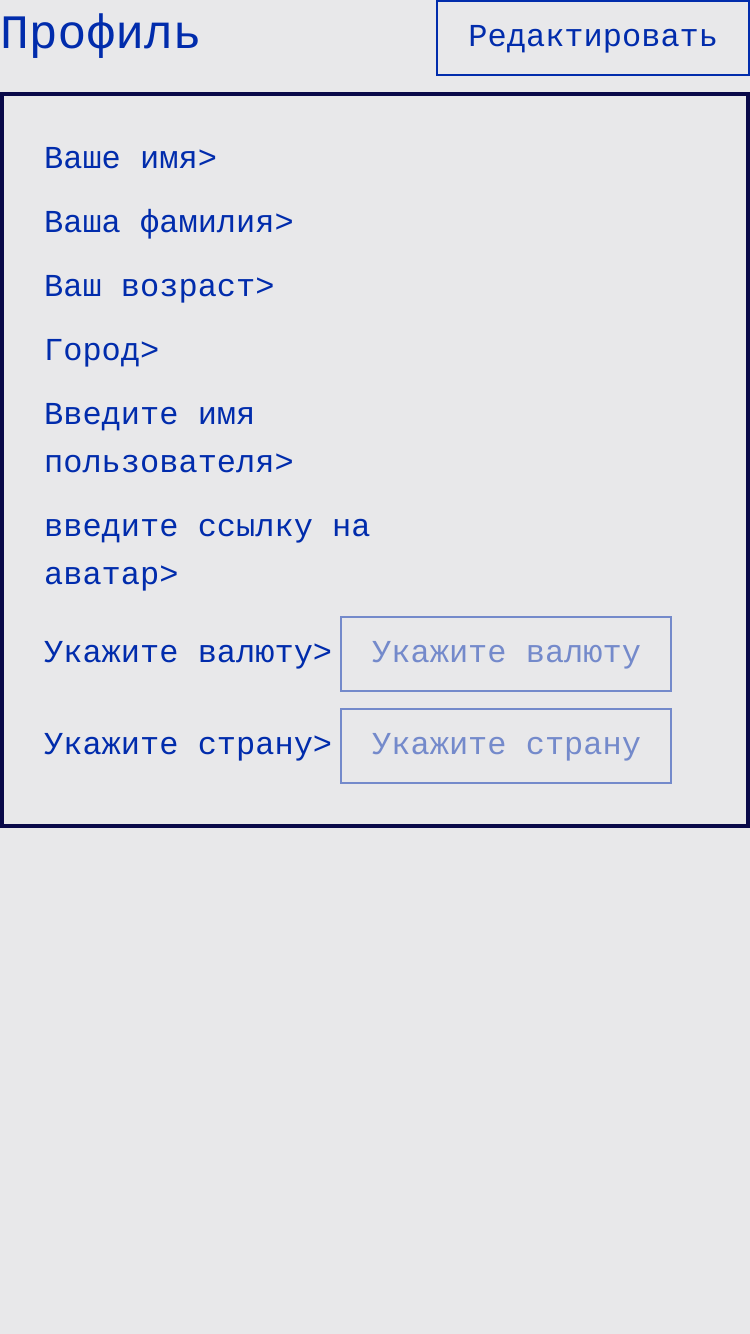 Профиль
Редактировать
Ваше имя>
Ваша фамилия>
Ваш возраст>
Город>
Введите имя
пользователя>
введите ссылку на
аватар>
Укажите валюту> Укажите валюту
Укажите страну> Укажите страну